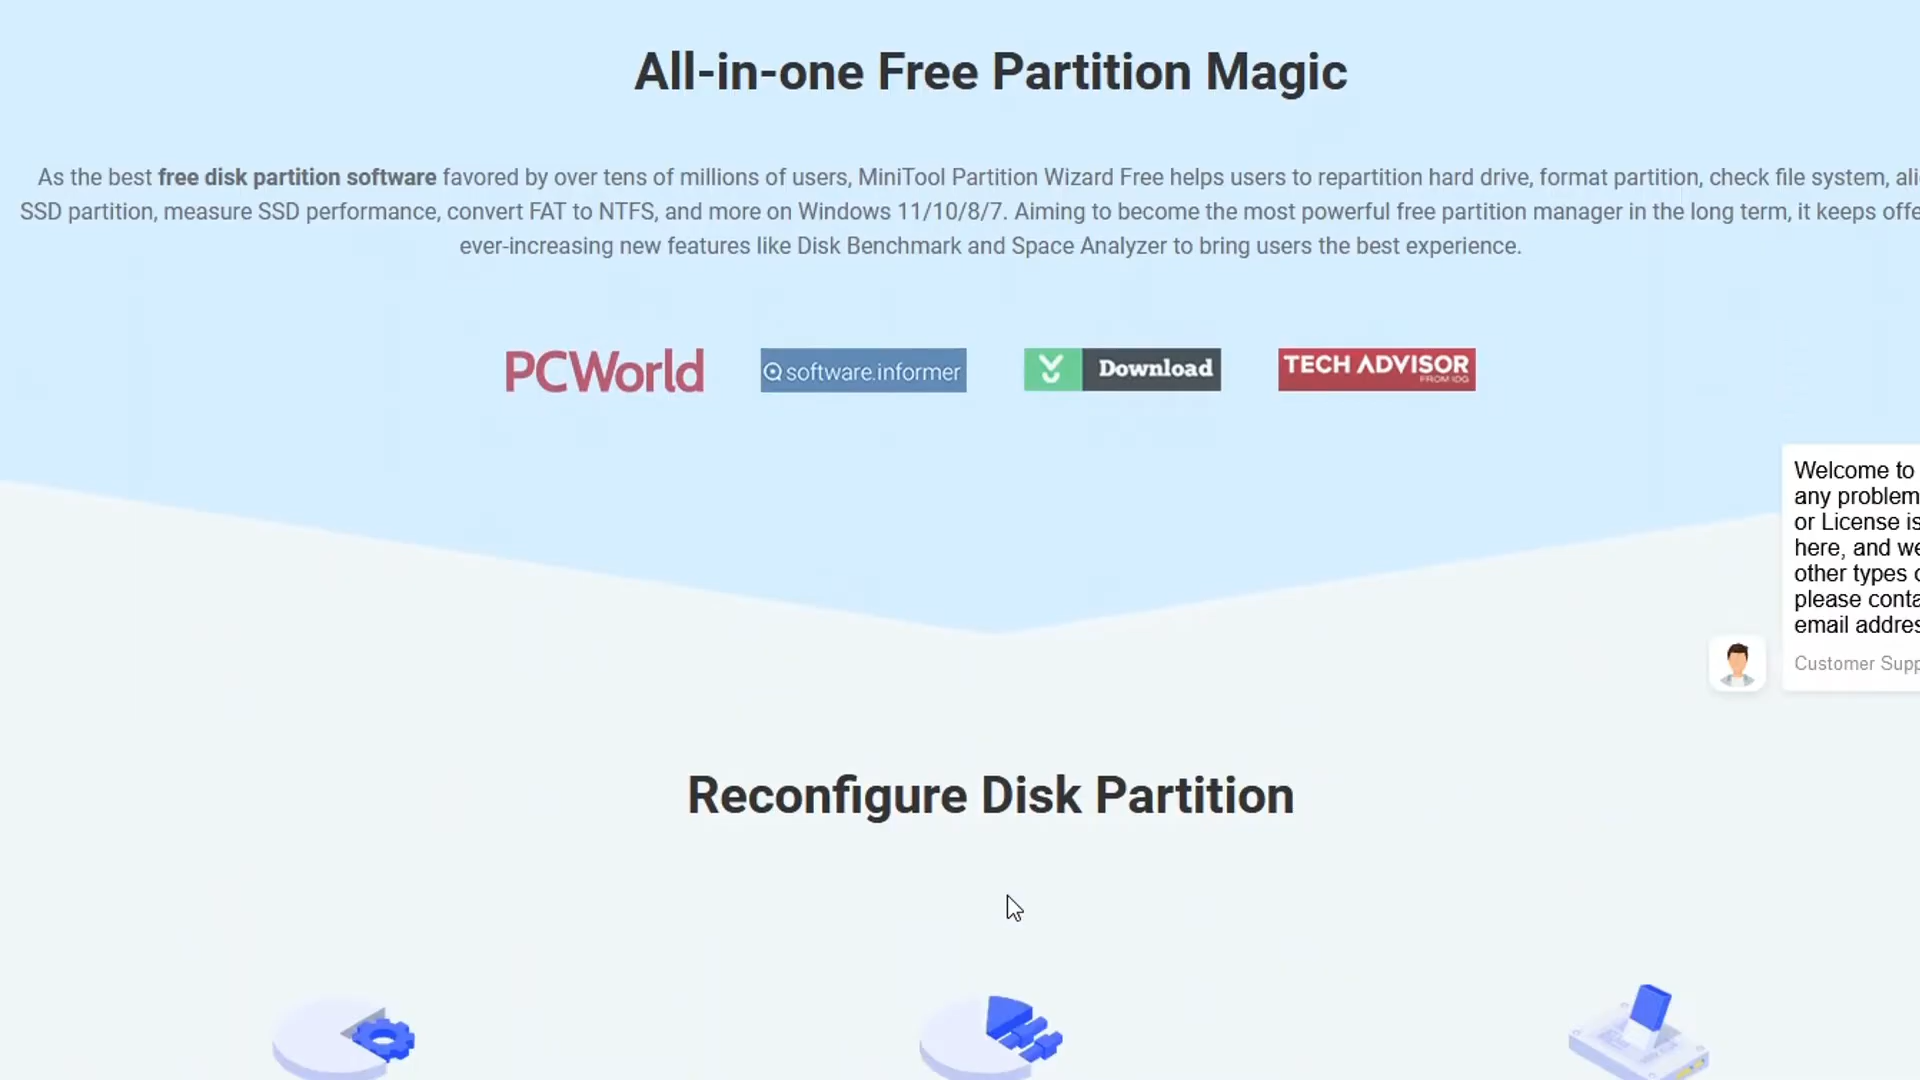 All-in-one Free Partition Magic
As the best free disk partition software favored by over tens of millions of users, MiniTool Partition Wizard Free helps users to repartition hard drive, format partition, check file system,
SSD partition, measure SSD performance, convert FAT to NTFS, and more on Windows 11/10/8/7. Aiming to become the most powerful free partition manager in the long term, it keeps
ever-increasing new features like Disk Benchmark and Space Analyzer to bring users the best experience.
PCWorld
software.informer
Download
TECH ADVISOR
FROM IDG
Welcome to
any problem
or License
here, and
other types
please
email
Customer
Reconfigure Disk Partition